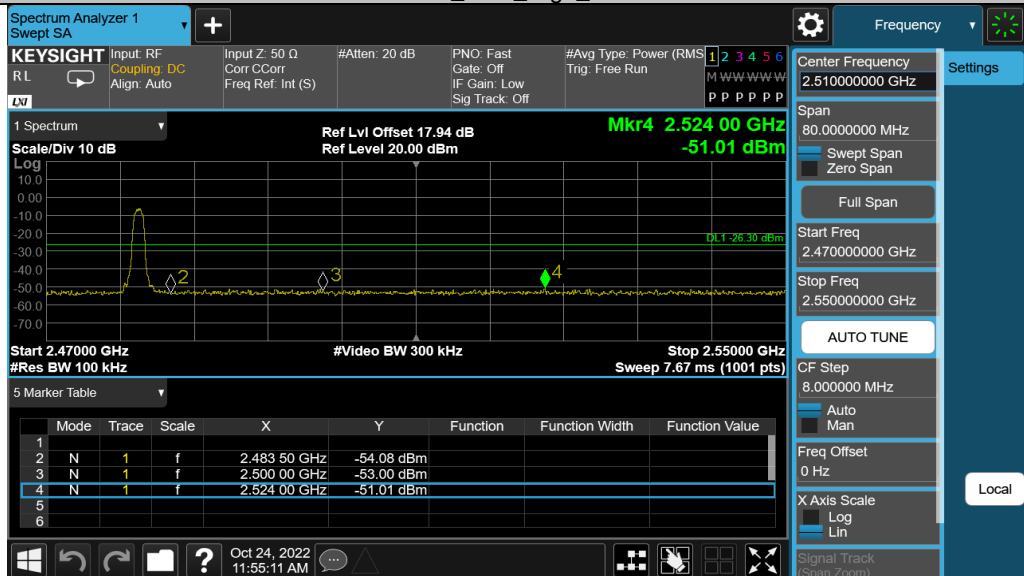 Spectrum Analyzer 1
Swept SA
+
Frequency
KEYSIGHT
R L
LXI
Input: RF
Coupling: DC
Align: Auto
Input Z: 50 Ω
Corr CCorr
Freq Ref: Int (S)
#Atten: 20 dB
PNO: Fast
Gate: Off
IF Gain: Low
Sig Track: Off
#Avg Type: Power (RMS
Trig: Free Run
1 2 3 4 5 6
M W W W W W
P P P P P P
1 Spectrum
Scale/Div 10 dB
Ref Lvl Offset 17.94 dB
Ref Level 20.00 dBm
Mkr4 2.524 00 GHz
-51.01 dBm
Log
10.0
0.00
-10.0
-20.0
-30.0
-40.0
-50.0
-60.0
-70.0
DL1 -26.30 dBm
2
3
4
Start 2.47000 GHz
#Video BW 300 kHz
Stop 2.55000 GHz
#Res BW 100 kHz
Sweep 7.67 ms (1001 pts)
5 Marker Table
Mode Trace Scale X Y Function Function Width Function Value
1
2 N 1 f 2.483 50 GHz -54.08 dBm
3 N 1 f 2.500 00 GHz -53.00 dBm
4 N 1 f 2.524 00 GHz -51.01 dBm
5
6
?
Oct 24, 2022
11:55:11 AM
Center Frequency
2.510000000 GHz
Settings
Span
80.0000000 MHz
Swept Span
Zero Span
Full Span
Start Freq
2.470000000 GHz
Stop Freq
2.550000000 GHz
AUTO TUNE
CF Step
8.000000 MHz
Auto
Man
Freq Offset
0 Hz
Local
X Axis Scale
Log
Lin
Signal Track
(Span Zoom)